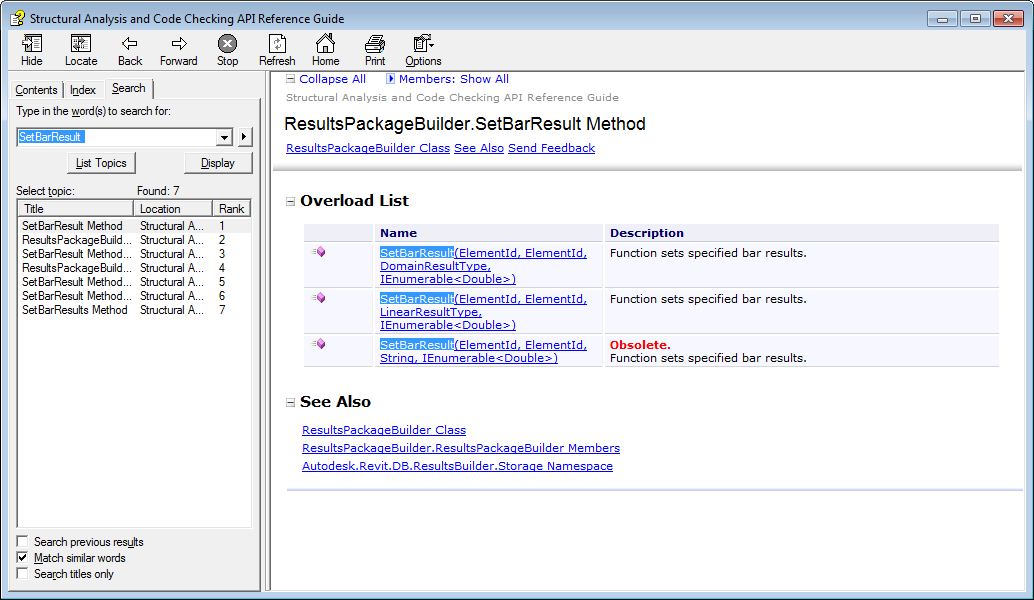 Structural Analysis and Code Checking API Reference Guide
Hide Locate Back Forward Stop Refresh Home Print Options
Contents Index Search
Type in the word(s) to search for:
SetBarResult
List Topics Display
Select topic: Found: 7
Title Location Rank
SetBarResult Method Structural A... 1
ResultsPackageBuild... Structural A... 2
SetBarResult Method... Structural A... 3
ResultsPackageBuild... Structural A... 4
SetBarResult Method... Structural A... 5
SetBarResult Method... Structural A... 6
SetBarResults Method Structural A... 7
Search previous results
Match similar words
Search titles only
Collapse All Members: Show All
Structural Analysis and Code Checking API Reference Guide
ResultsPackageBuilder.SetBarResult Method
ResultsPackageBuilder Class See Also Send Feedback
Overload List
Name Description
SetBarResult(ElementId, ElementId, Function sets specified bar results.
DomainResultType,
IEnumerable<Double>)
SetBarResult(ElementId, ElementId, Function sets specified bar results.
LinearResultType,
IEnumerable<Double>)
SetBarResult(ElementId, ElementId, Obsolete.
String, IEnumerable<Double>) Function sets specified bar results.
See Also
ResultsPackageBuilder Class
ResultsPackageBuilder.ResultsPackageBuilder Members
Autodesk.Revit.DB.ResultsBuilder.Storage Namespace